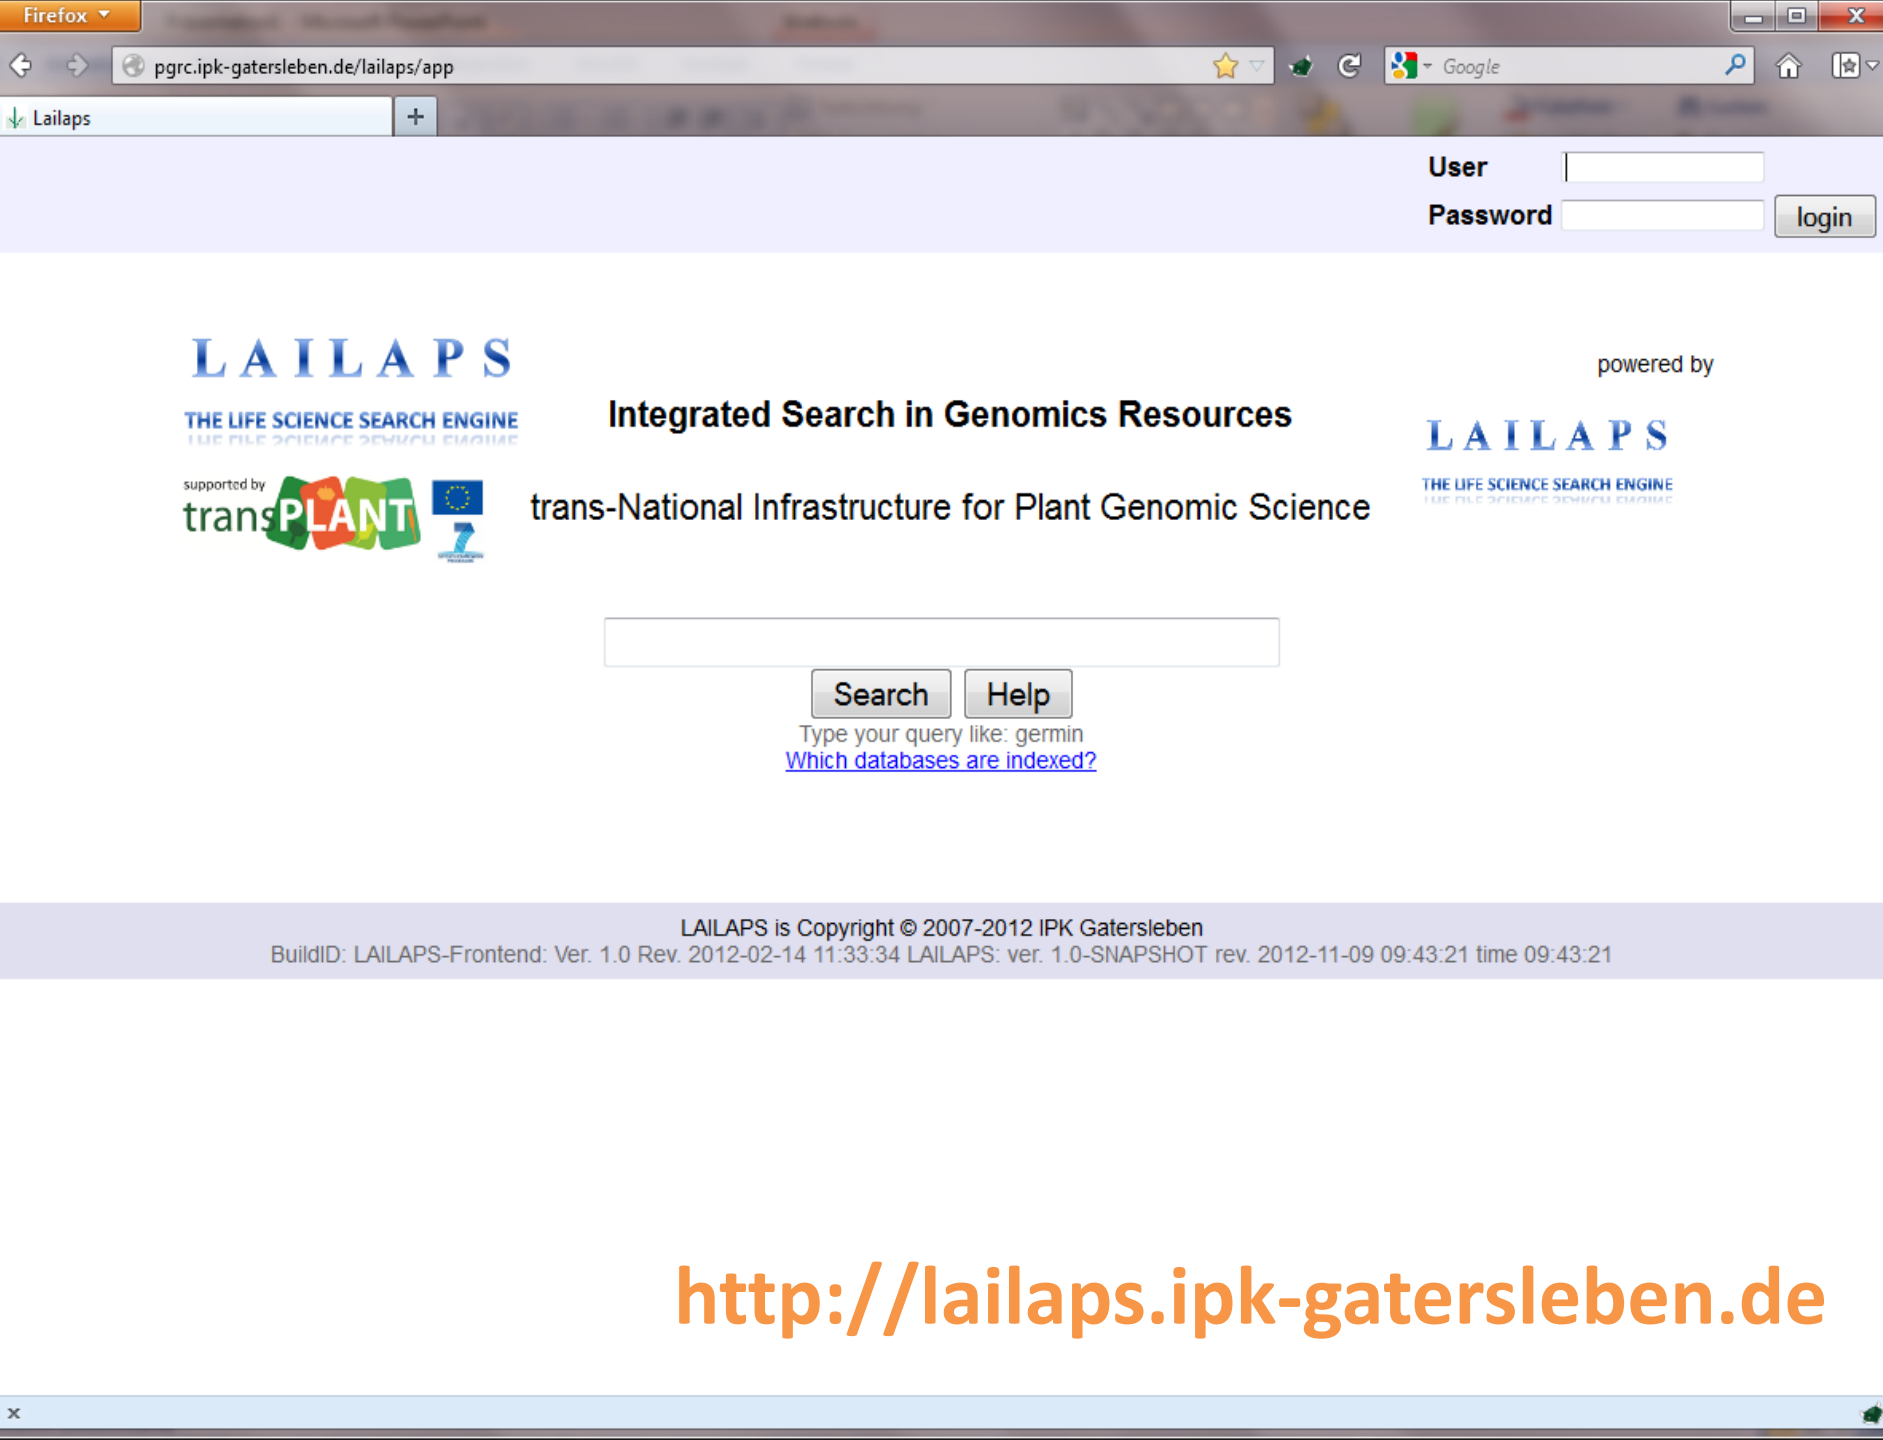 Firefox
pgrc.ipk-gatersleben.de/lailaps/app
Google
Lailaps
User
Password
login
LAILAPS
THE LIFE SCIENCE SEARCH ENGINE
Integrated Search in Genomics Resources
powered by
LAILAPS
THE LIFE SCIENCE SEARCH ENGINE
supported by
transPLANT
trans-National Infrastructure for Plant Genomic Science
Search Help
Type your query like: germin
Which databases are indexed?
LAILAPS is Copyright © 2007-2012 IPK Gatersleben
BuildID: LAILAPS-Frontend: Ver. 1.0 Rev. 2012-02-14 11:33:34 LAILAPS: ver. 1.0-SNAPSHOT rev. 2012-11-09 09:43:21 time 09:43:21
http://lailaps.ipk-gatersleben.de